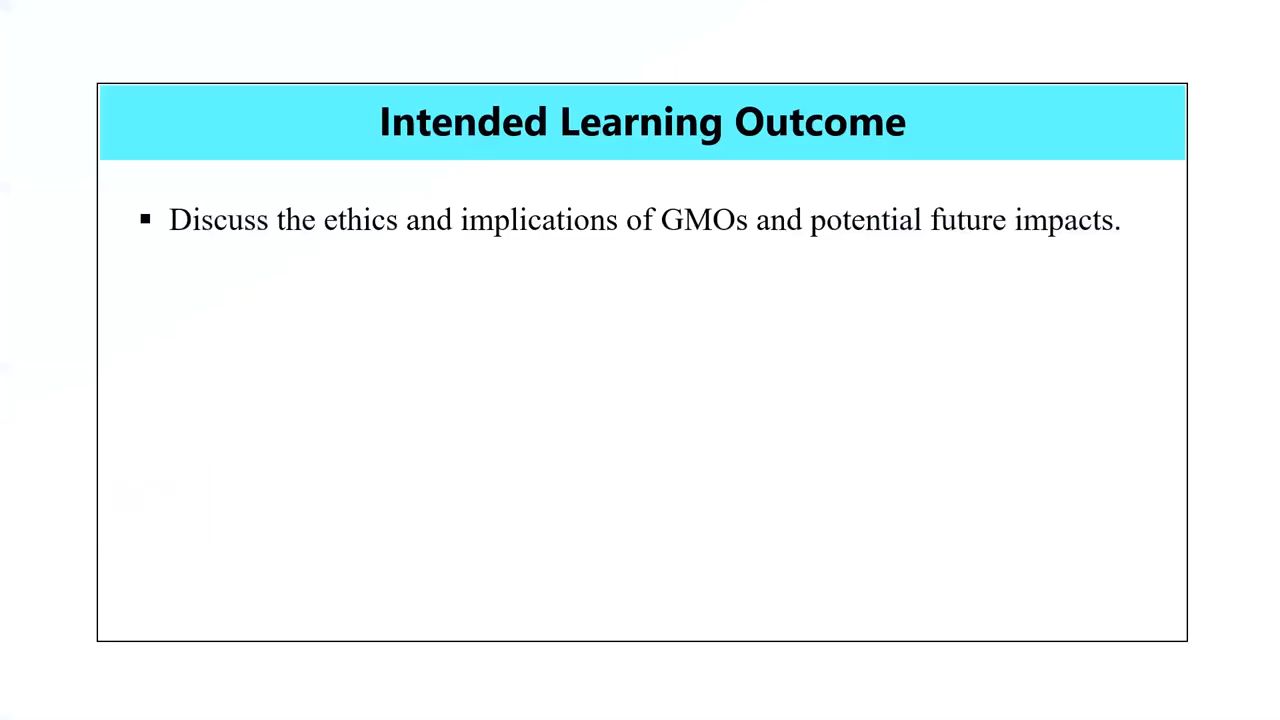 Intended Learning Outcome
▪ Discuss the ethics and implications of GMOs and potential future impacts.